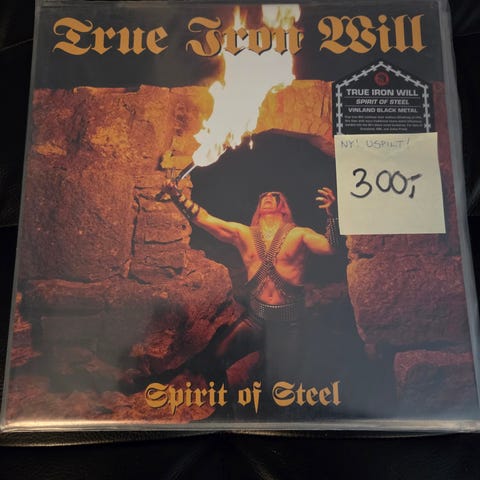 True Iron Will
TRUE IRON WILL
SPIRIT OF STEEL
VINLAND BLACK METAL
NY! USPILT!
300,-
Spirit of Steel